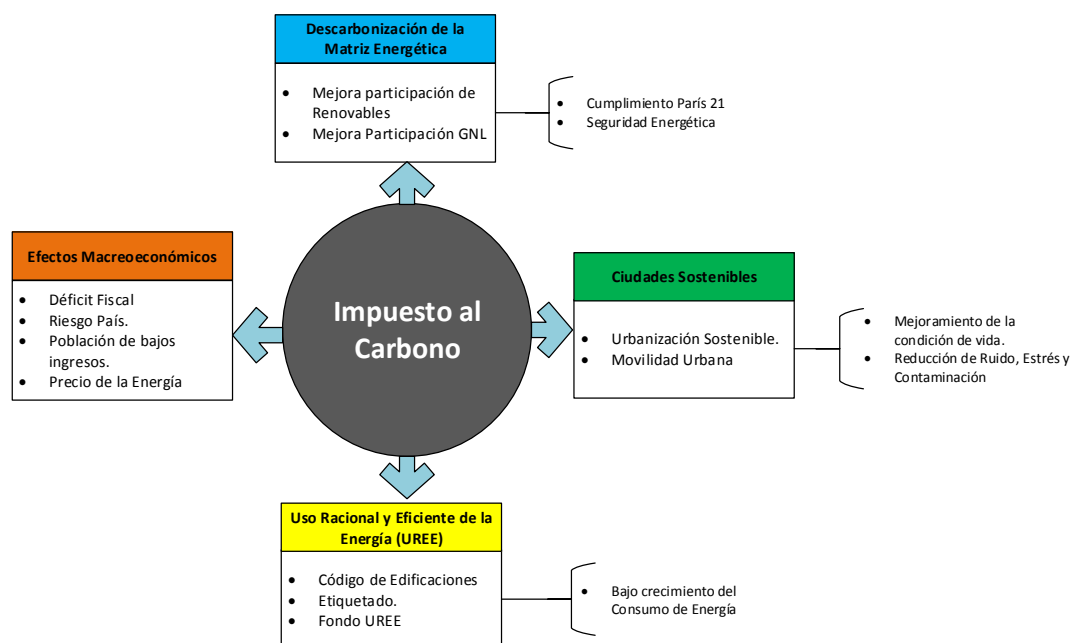 Descarbonización de la
Matriz Energética
• Mejora participación de
Renovables
• Mejora Participación GNL
• Cumplimiento París 21
• Seguridad Energética
Efectos Macreoeconómicos
• Déficit Fiscal
• Riesgo País.
• Población de bajos
ingresos.
• Precio de la Energía
Impuesto al
Carbono
Ciudades Sostenibles
• Urbanización Sostenible.
• Movilidad Urbana
• Mejoramiento de la
condición de vida.
• Reducción de Ruido, Estrés y
Contaminación
Uso Racional y Eficiente de la
Energía (UREE)
• Código de Edificaciones
• Etiquetado.
• Fondo UREE
• Bajo crecimiento del
Consumo de Energía